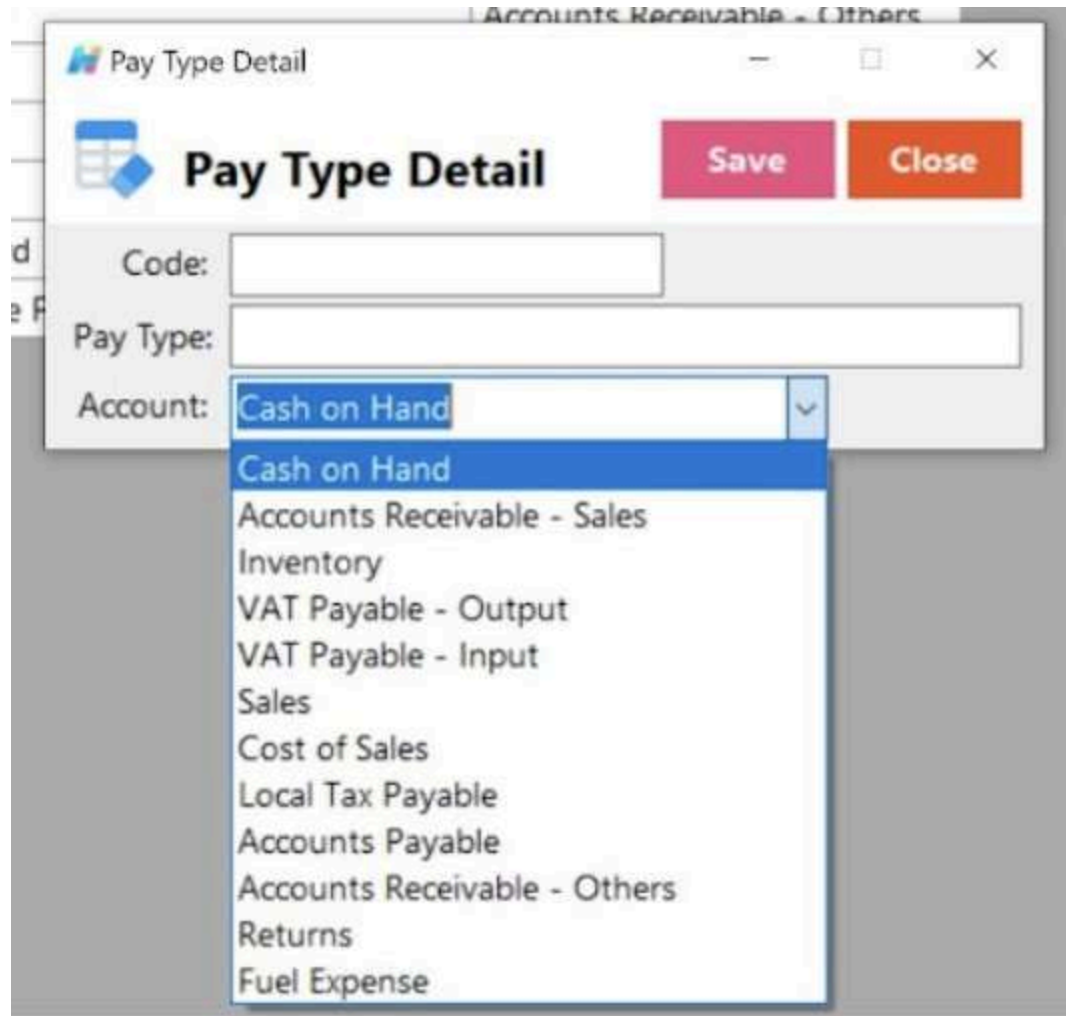 Accounts Receivable - Others
Pay Type Detail
Pay Type Detail
Save
Close
d
Code:
e F
Pay Type:
Account:
Cash on Hand
Cash on Hand
Accounts Receivable - Sales
Inventory
VAT Payable - Output
VAT Payable - Input
Sales
Cost of Sales
Local Tax Payable
Accounts Payable
Accounts Receivable - Others
Returns
Fuel Expense